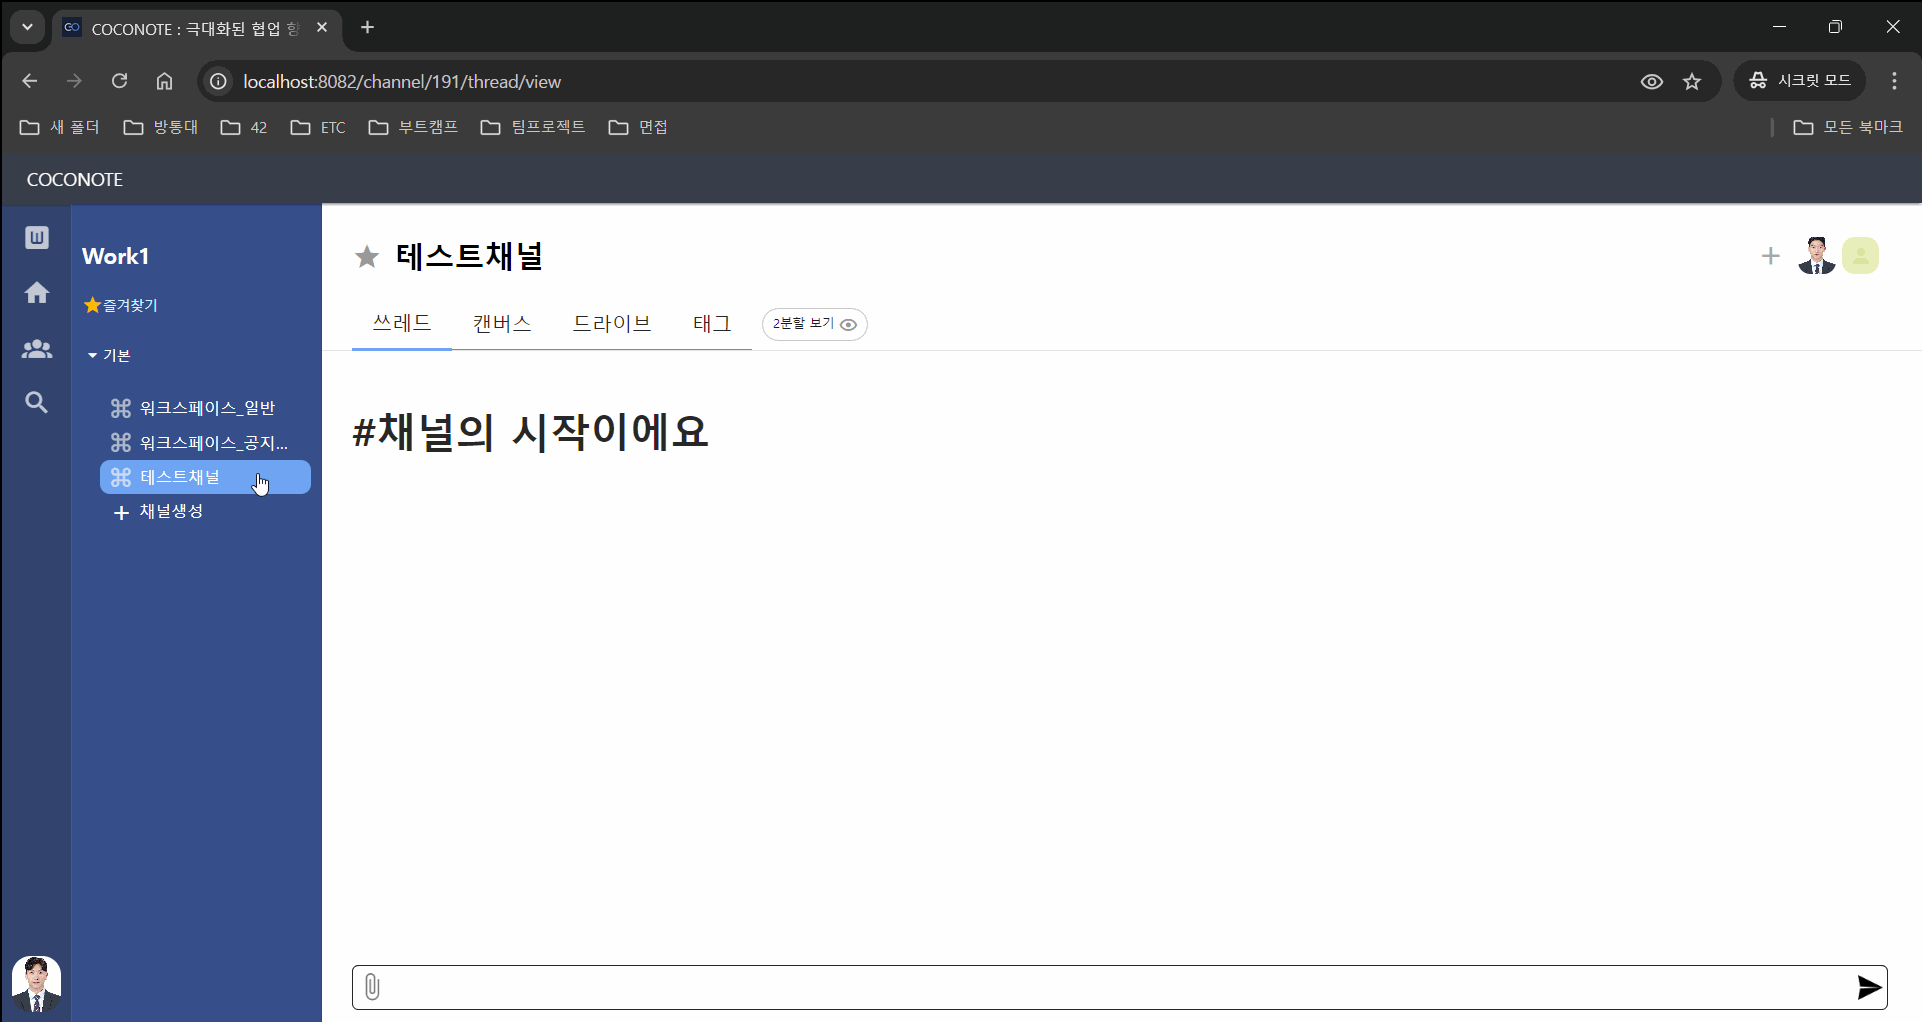 COCONOTE : 극대화된 협업 향
localhost:8082/channel/191/thread/view
시크릿 모드
새 폴더 방통대 42 ETC 부트캠프 팀프로젝트 면접 모든 북마크
COCONOTE
Work1
즐겨찾기
기본
워크스페이스_일반
워크스페이스_공지...
테스트채널
채널생성
테스트채널
쓰레드 캔버스 드라이브 태그 2분할 보기
#채널의 시작이에요